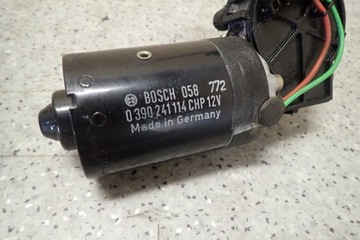 BOSCH 058 772
0 390 241 114 CHP 12V
Made in Germany